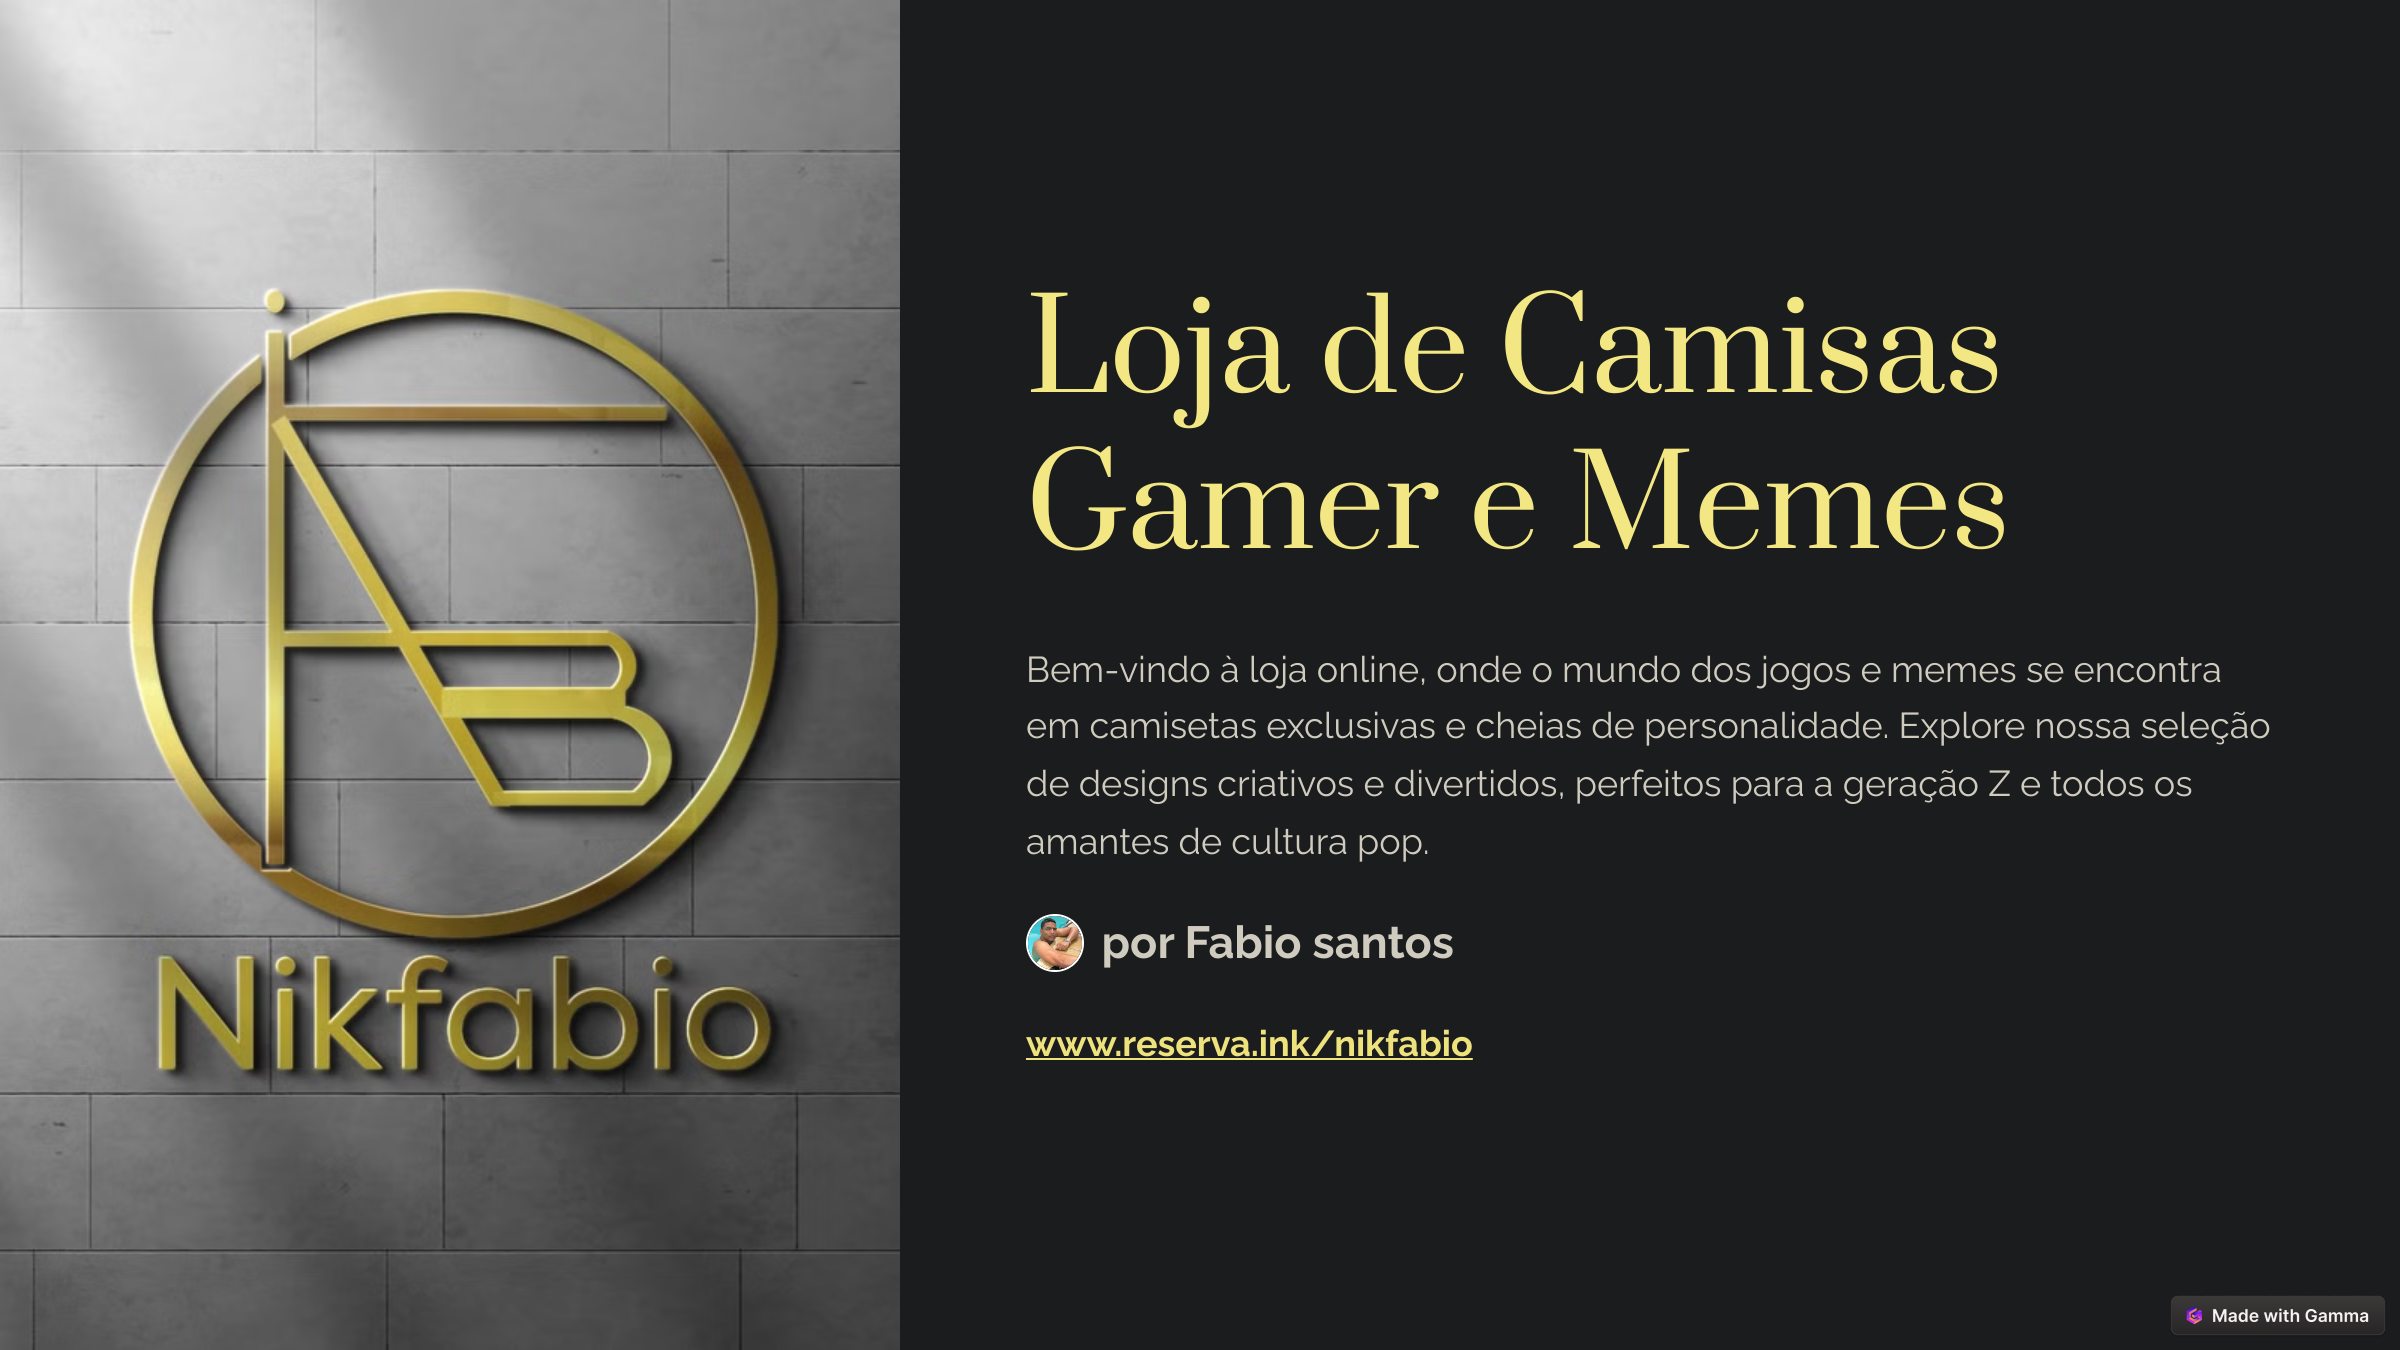 Nikfabio
Loja de Camisas
Gamer e Memes
Bem-vindo à loja online, onde o mundo dos jogos e memes se encontra
em camisetas exclusivas e cheias de personalidade. Explore nossa seleção
de designs criativos e divertidos, perfeitos para a geração Z e todos os
amantes de cultura pop.
por Fabio santos
www.reserva.ink/nikfabio
Made with Gamma